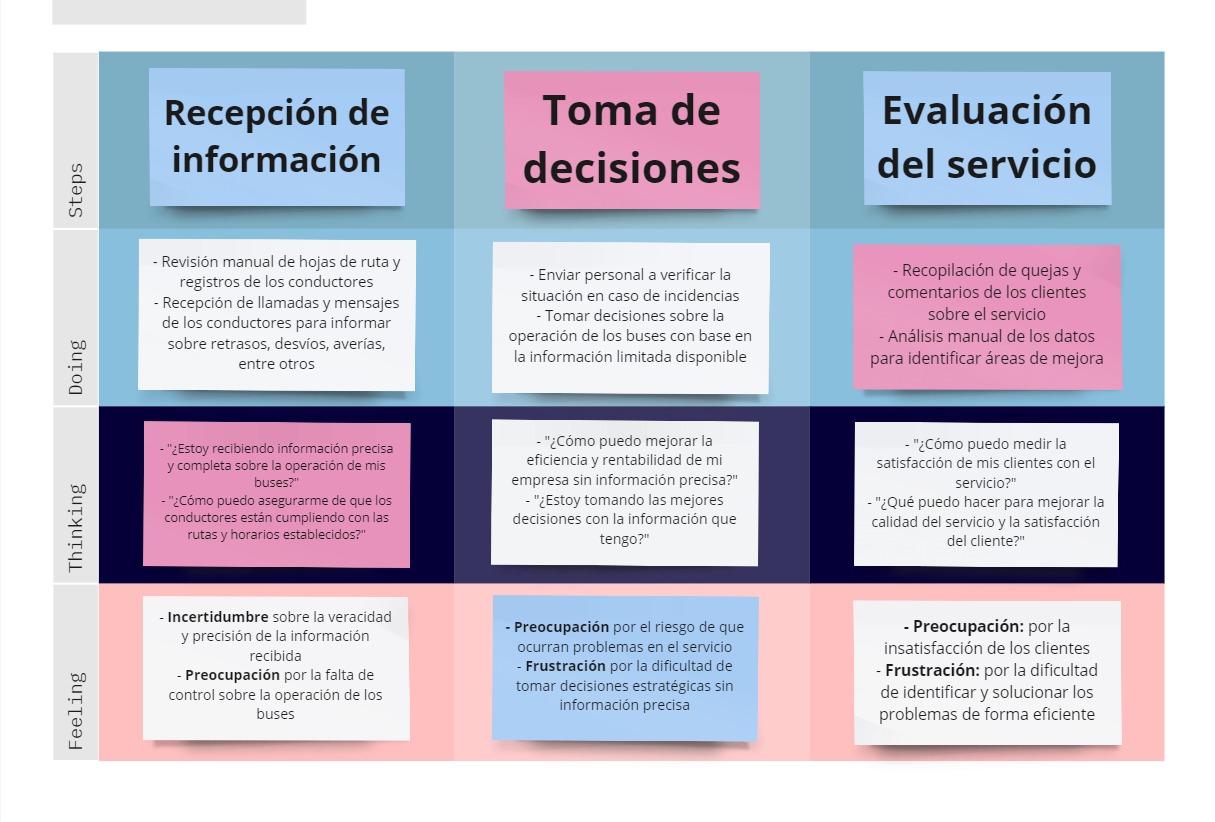 Steps
Recepción de
información
Toma de
decisiones
Evaluación
del servicio
Doing
- Revisión manual de hojas de ruta y
registros de los conductores
- Recepción de llamadas y mensajes
de los conductores para informar
sobre retrasos, desvíos, averías,
entre otros
- Enviar personal a verificar la
situación en caso de incidencias
- Tomar decisiones sobre la
operación de los buses con base en
la información limitada disponible
- Recopilación de quejas y
comentarios de los clientes
sobre el servicio
- Análisis manual de los datos
para identificar áreas de mejora
Thinking
- "¿Estoy recibiendo información precisa
y completa sobre la operación de mis
buses?"
- "¿Cómo puedo asegurarme de que los
conductores están cumpliendo con las
rutas y horarios establecidos?"
- "¿Cómo puedo mejorar la
eficiencia y rentabilidad de mi
empresa sin información precisa?"
- "¿Estoy tomando las mejores
decisiones con la información que
tengo?"
- "¿Cómo puedo medir la
satisfacción de mis clientes con el
servicio?"
- "¿Qué puedo hacer para mejorar la
calidad del servicio y la satisfacción
del cliente?"
Feeling
- Incertidumbre sobre la veracidad
y precisión de la información
recibida
- Preocupación por la falta de
control sobre la operación de los
buses
- Preocupación por el riesgo de que
ocurran problemas en el servicio
- Frustración por la dificultad de
tomar decisiones estratégicas sin
información precisa
- Preocupación: por la
insatisfacción de los clientes
- Frustración: por la dificultad
de identificar y solucionar los
problemas de forma eficiente